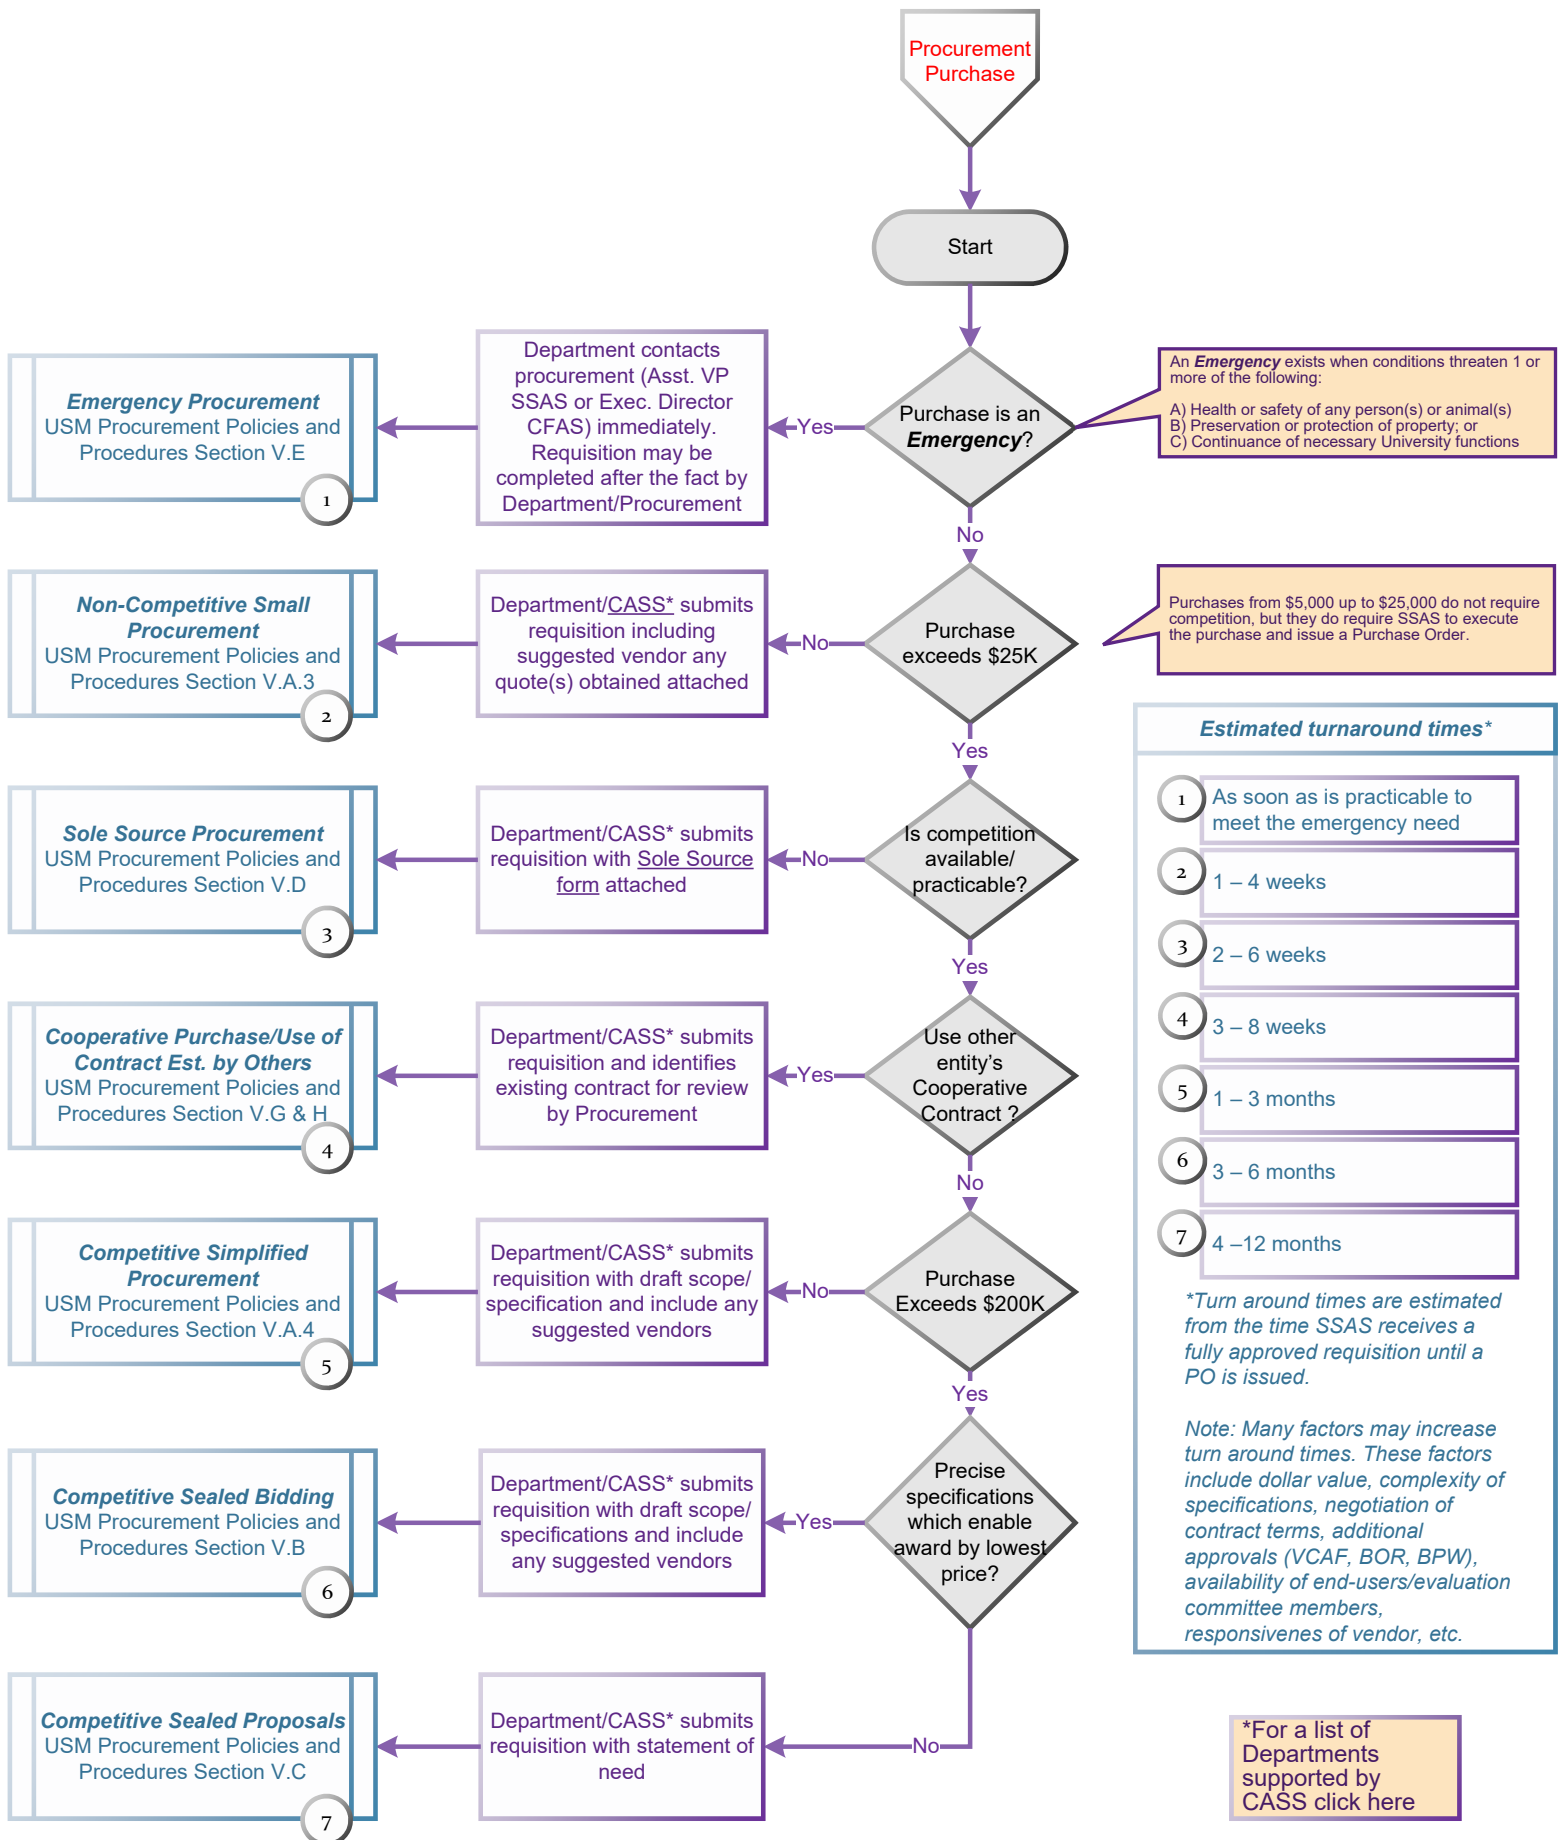 Procurement
Purchase
Start
Purchase is an
Emergency?
Yes
Department contacts
procurement (Asst. VP
SSAS or Exec. Director
CFAS) immediately.
Requisition may be
completed after the fact by
Department/Procurement
Emergency Procurement
USM Procurement Policies and
Procedures Section V.E
1
An Emergency exists when conditions threaten 1 or
more of the following:
A) Health or safety of any person(s) or animal(s)
B) Preservation or protection of property; or
C) Continuance of necessary University functions
No
Purchase
exceeds $25K
No
Department/CASS* submits
requisition including
suggested vendor any
quote(s) obtained attached
Non-Competitive Small
Procurement
USM Procurement Policies and
Procedures Section V.A.3
2
Purchases from $5,000 up to $25,000 do not require
competition, but they do require SSAS to execute
the purchase and issue a Purchase Order.
Yes
Is competition
available/
practicable?
No
Department/CASS* submits
requisition with Sole Source
form attached
Sole Source Procurement
USM Procurement Policies and
Procedures Section V.D
3
Yes
Use other
entity's
Cooperative
Contract ?
Yes
Department/CASS* submits
requisition and identifies
existing contract for review
by Procurement
Cooperative Purchase/Use of
Contract Est. by Others
USM Procurement Policies and
Procedures Section V.G & H
4
No
Purchase
Exceeds $200K
No
Department/CASS* submits
requisition with draft scope/
specification and include any
suggested vendors
Competitive Simplified
Procurement
USM Procurement Policies and
Procedures Section V.A.4
5
Yes
Precise
specifications
which enable
award by lowest
price?
Yes
Department/CASS* submits
requisition with draft scope/
specifications and include
any suggested vendors
Competitive Sealed Bidding
USM Procurement Policies and
Procedures Section V.B
6
No
Department/CASS* submits
requisition with statement of
need
Competitive Sealed Proposals
USM Procurement Policies and
Procedures Section V.C
7
Estimated turnaround times*
1
As soon as is practicable to
meet the emergency need
2
1 – 4 weeks
3
2 – 6 weeks
4
3 – 8 weeks
5
1 – 3 months
6
3 – 6 months
7
4 –12 months
*Turn around times are estimated
from the time SSAS receives a
fully approved requisition until a
PO is issued.
Note: Many factors may increase
turn around times. These factors
include dollar value, complexity of
specifications, negotiation of
contract terms, additional
approvals (VCAF, BOR, BPW),
availability of end-users/evaluation
committee members,
responsivenes of vendor, etc.
*For a list of
Departments
supported by
CASS click here